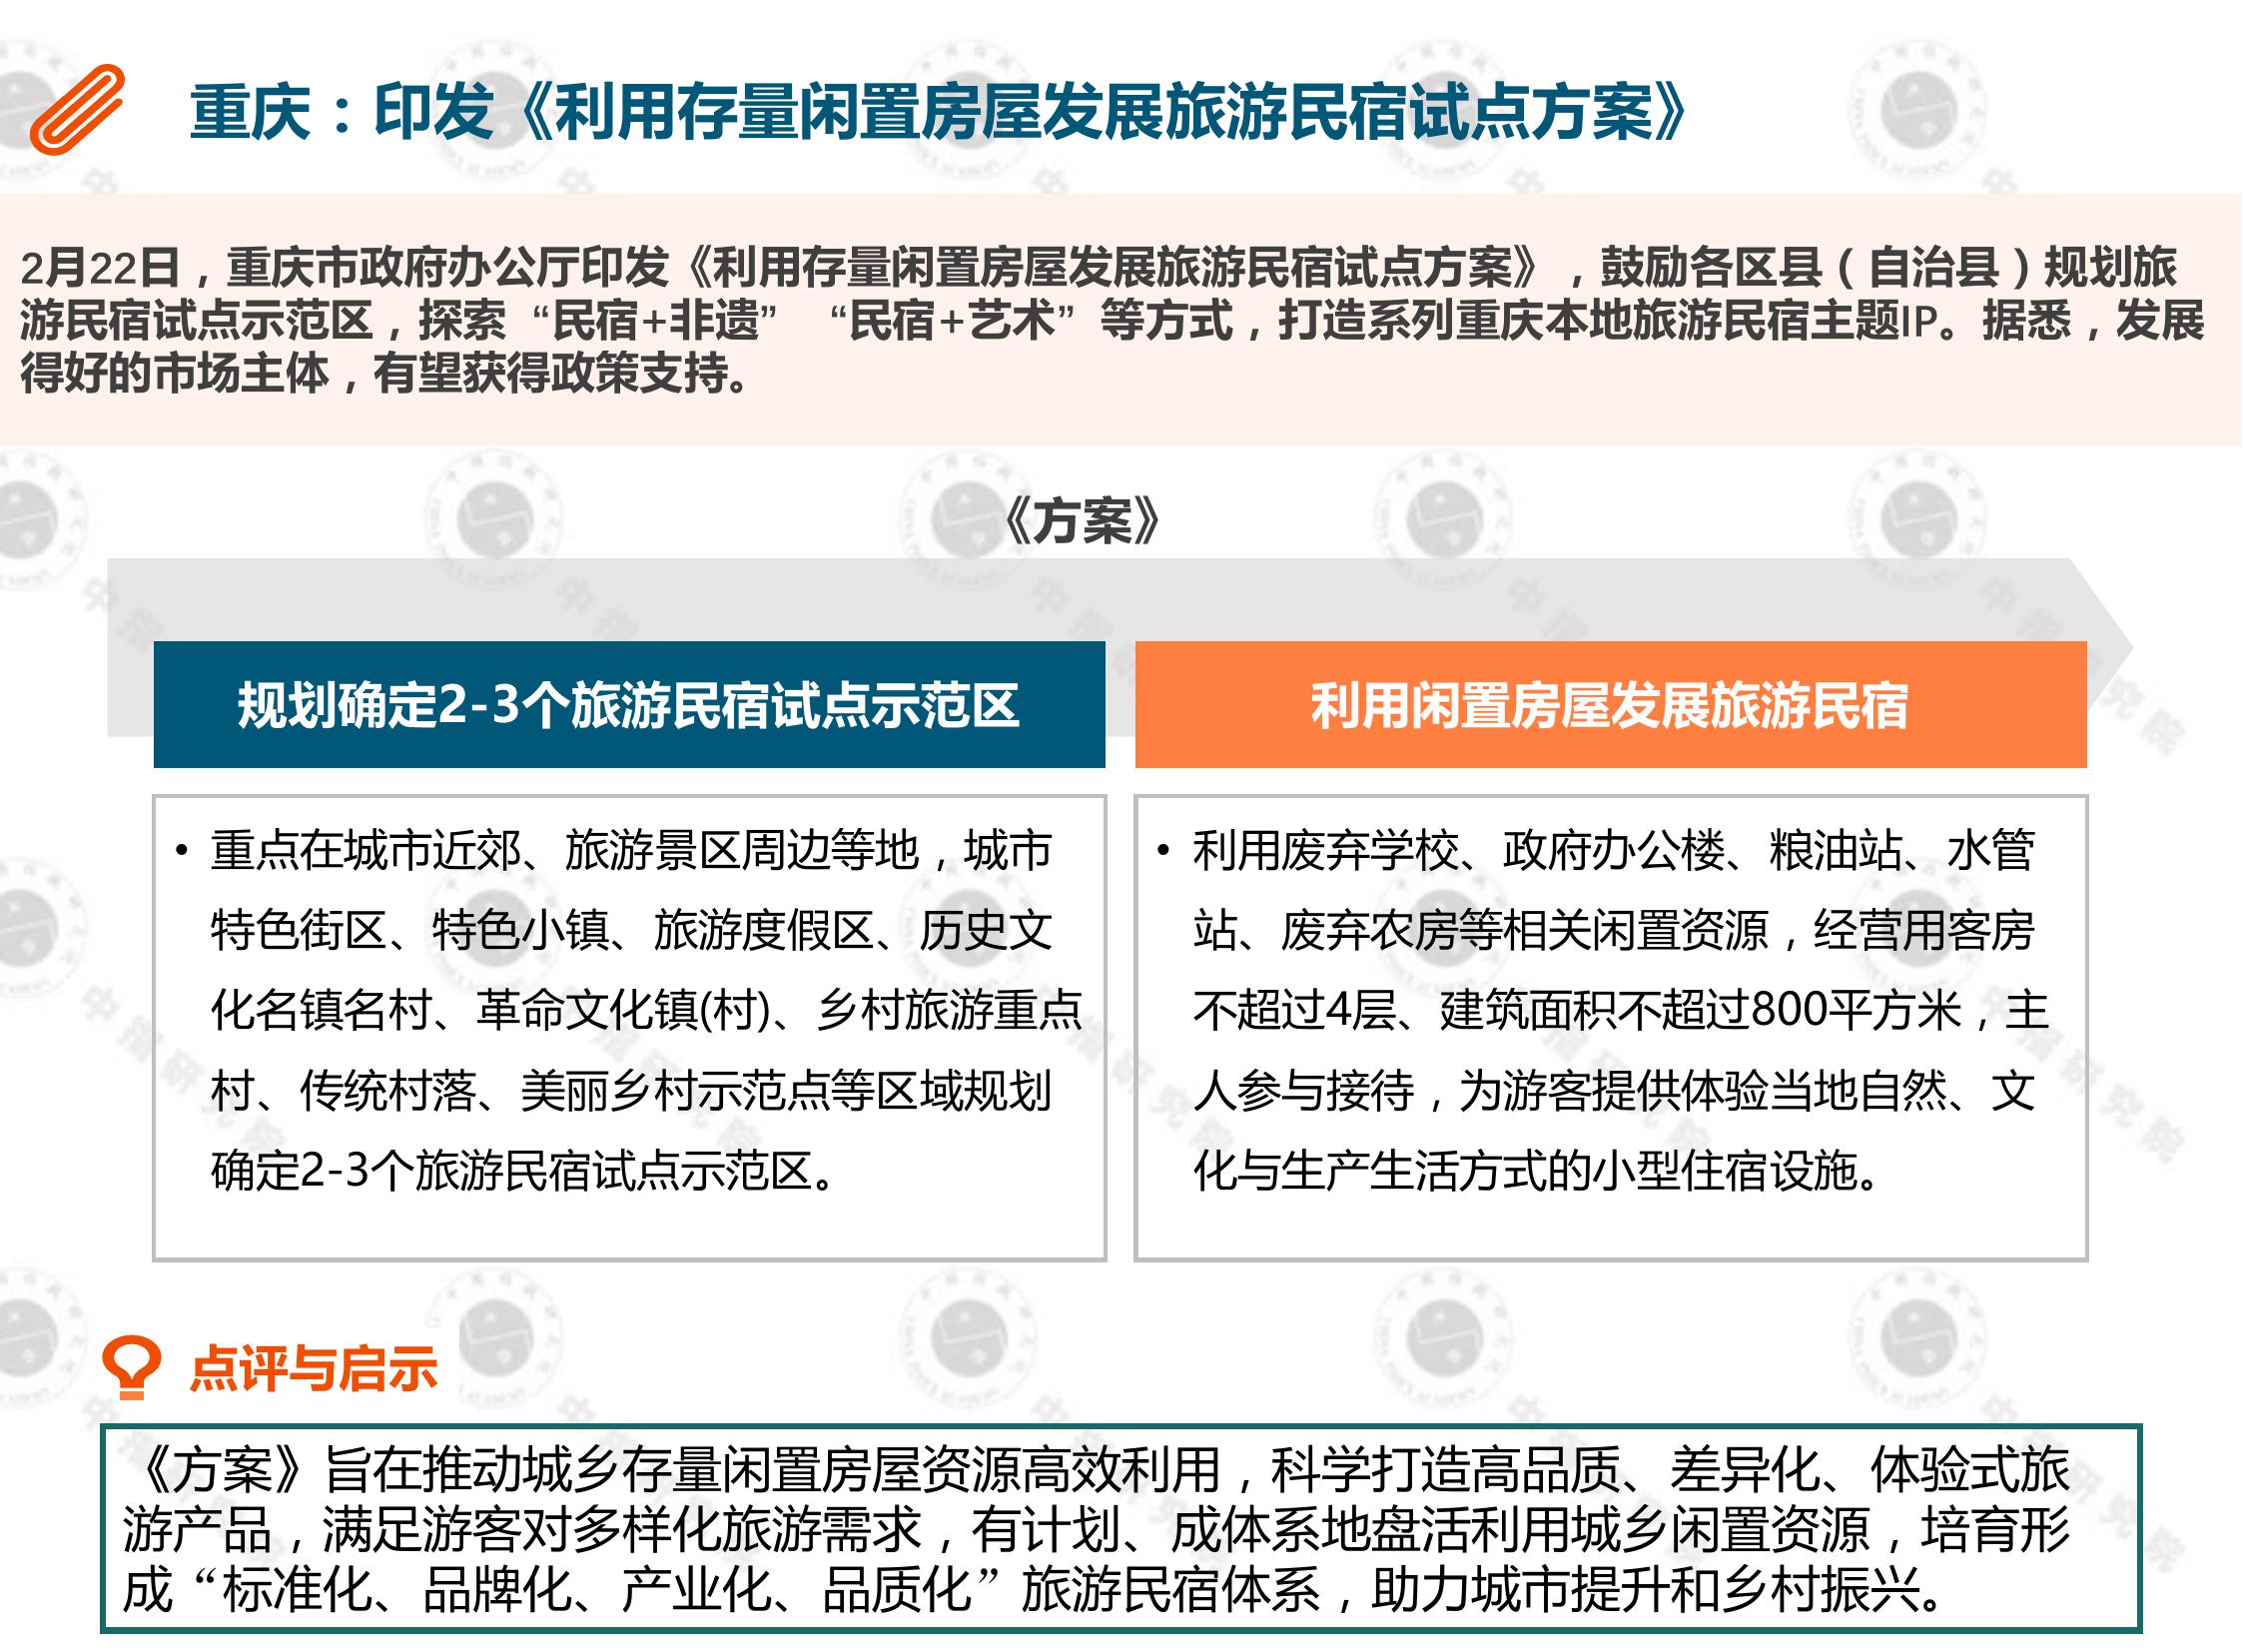 重庆：印发《利用存量闲置房屋发展旅游民宿试点方案》
2月22日，重庆市政府办公厅印发《利用存量闲置房屋发展旅游民宿试点方案》，鼓励各区县（自治县）规划旅
游民宿试点示范区，探索“民宿+非遗” “民宿+艺术”等方式，打造系列重庆本地旅游民宿主题IP。据悉，发展
得好的市场主体，有望获得政策支持。
《方案》
规划确定2-3个旅游民宿试点示范区
• 重点在城市近郊、旅游景区周边等地，城市
特色街区、特色小镇、旅游度假区、历史文
化名镇名村、革命文化镇(村)、乡村旅游重点
村、传统村落、美丽乡村示范点等区域规划
确定2-3个旅游民宿试点示范区。
利用闲置房屋发展旅游民宿
• 利用废弃学校、政府办公楼、粮油站、水管
站、废弃农房等相关闲置资源，经营用客房
不超过4层、建筑面积不超过800平方米，主
人参与接待，为游客提供体验当地自然、文
化与生产生活方式的小型住宿设施。
点评与启示
《方案》旨在推动城乡存量闲置房屋资源高效利用，科学打造高品质、差异化、体验式旅
游产品，满足游客对多样化旅游需求，有计划、成体系地盘活利用城乡闲置资源，培育形
成“标准化、品牌化、产业化、品质化”旅游民宿体系，助力城市提升和乡村振兴。
中指研究院